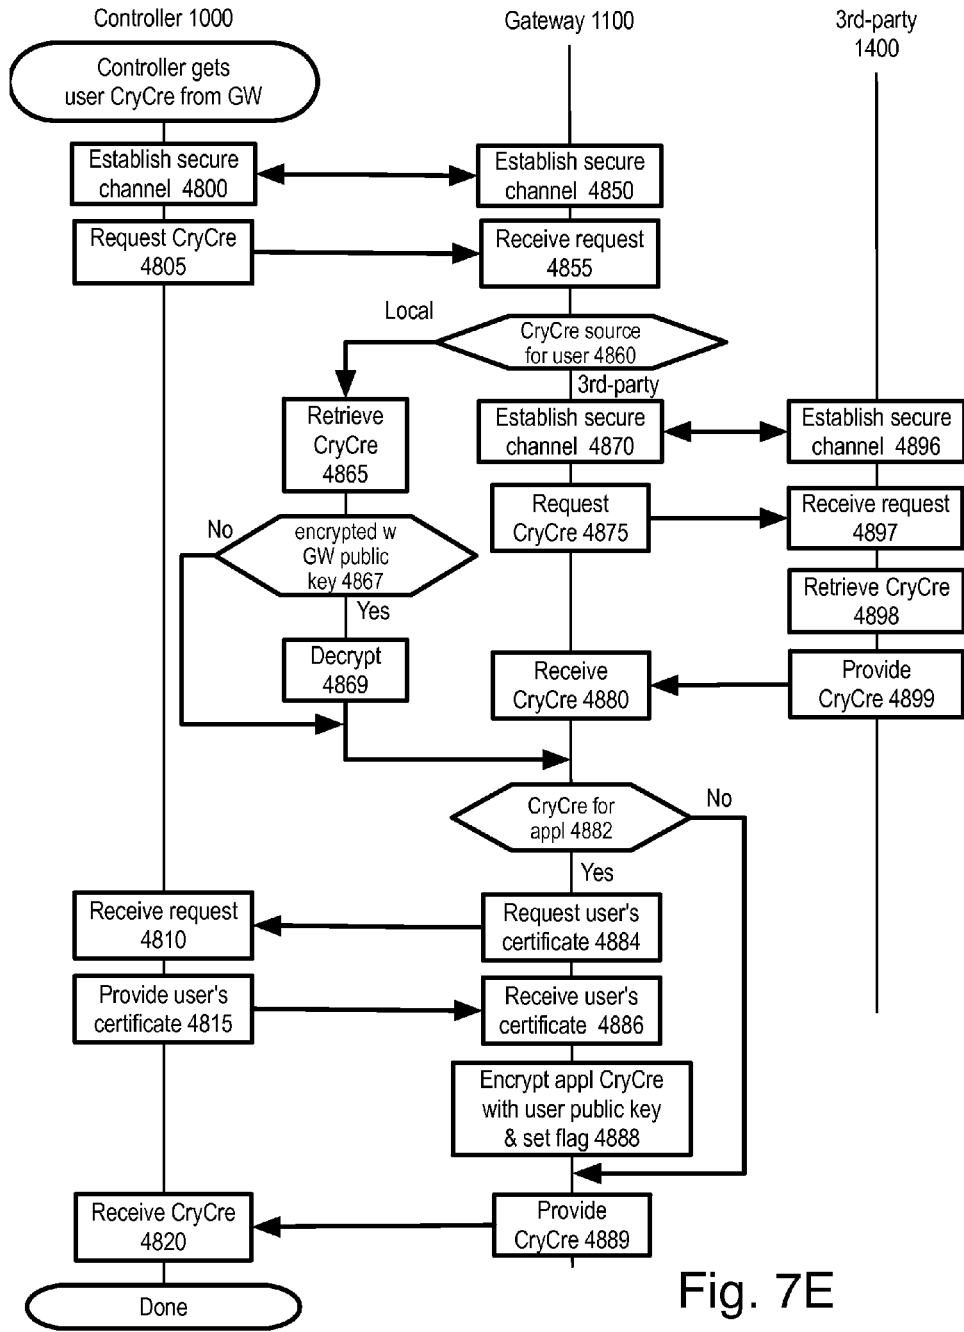 Controller 1000
Gateway 1100
3rd-party
1400
Controller gets
user CryCre from GW
Establish secure
channel 4800
Establish secure
channel 4850
Request CryCre
4805
Receive request
4855
Local
CryCre source
for user 4860
3rd-party
Retrieve
CryCre
4865
Establish secure
channel 4870
Establish secure
channel 4896
Request
CryCre 4875
Receive request
4897
No
encrypted w
GW public
key 4867
Yes
Retrieve CryCre
4898
Decrypt
4869
Receive
CryCre 4880
Provide
CryCre 4899
CryCre for
appl 4882
No
Yes
Receive request
4810
Request user's
certificate 4884
Provide user's
certificate 4815
Receive user's
certificate 4886
Encrypt appl CryCre
with user public key
& set flag 4888
Receive CryCre
4820
Provide
CryCre 4889
Done
Fig. 7E